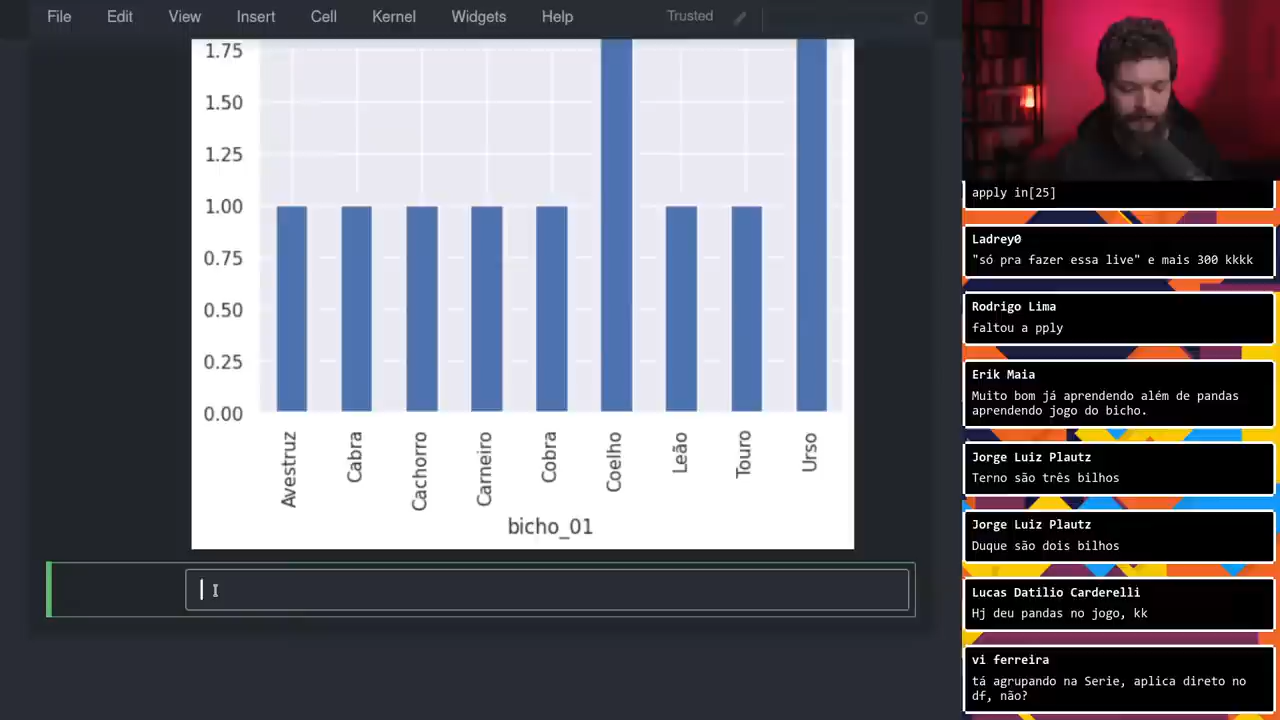 File Edit View Insert Cell Kernel Widgets Help Trusted
1.75
1.50
1.25
1.00
0.75
0.50
0.25
0.00
Avestruz Cabra Cachorro Carneiro Cobra Coelho Leão Touro Urso
bicho_01
apply in[25]
Ladrey0
"só pra fazer essa live" e mais 300 kkkk
Rodrigo Lima
faltou a pply
Erik Maia
Muito bom já aprendendo além de pandas
aprendendo jogo do bicho.
Jorge Luiz Plautz
Terno são três bilhos
Jorge Luiz Plautz
Duque são dois bilhos
Lucas Datilio Carderelli
Hj deu pandas no jogo, kk
vi ferreira
tá agrupando na Serie, aplica direto no
df, não?